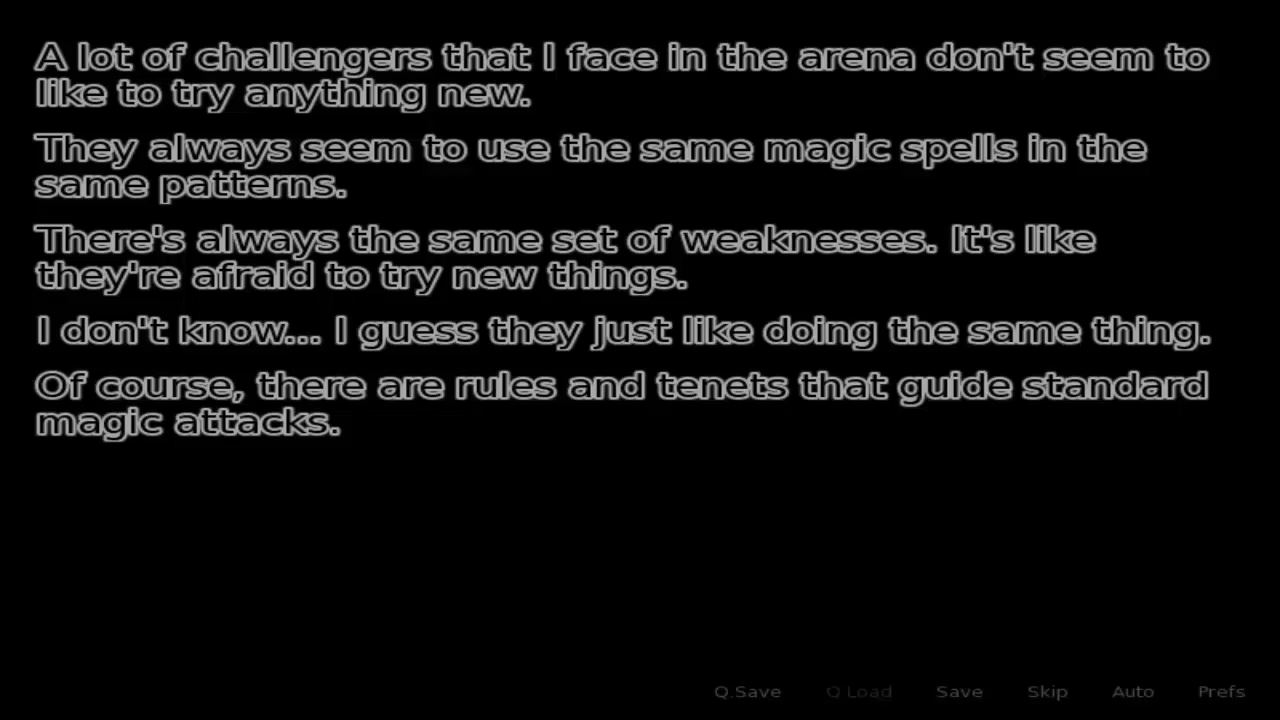 A lot of challengers that I face in the arena don't seem to
like to try anything new.
They always seem to use the same magic spells in the
same patterns.
There's always the same set of weaknesses. It's like
they're afraid to try new things.
I don't know... I guess they just like doing the same thing.
Of course, there are rules and tenets that guide standard
magic attacks.
Q.Save Q.Load Save Skip Auto Prefs